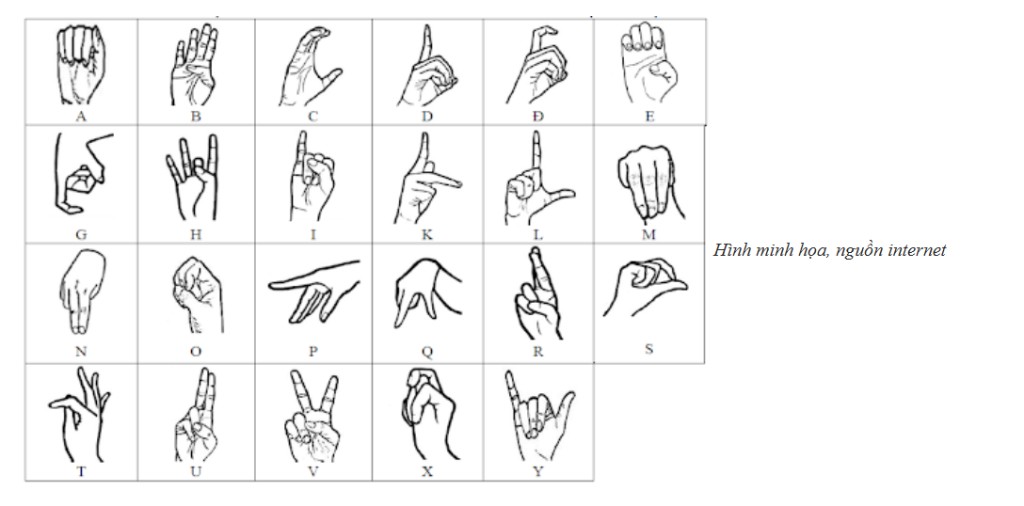 A B C D Đ E
G H I K L M
Hình minh họa, nguồn internet
N O P Q R S
T U V X Y